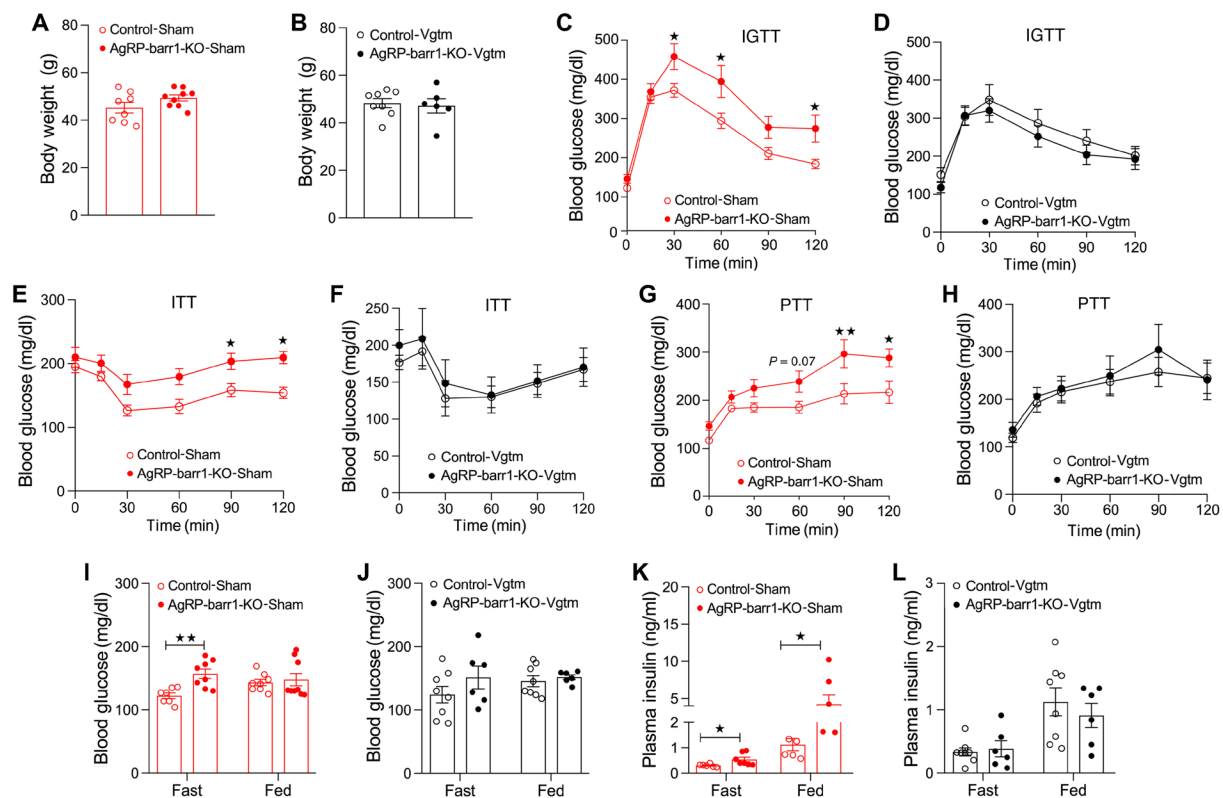 A
Control-Sham
AgRP-barr1-KO-Sham
Body weight (g)
80
60
40
20
0
B
Control-Vgtm
AgRP-barr1-KO-Vgtm
Body weight (g)
80
60
40
20
0
C
IGTT
Blood glucose (mg/dl)
500
400
300
200
100
0
★
★
★
Control-Sham
AgRP-barr1-KO-Sham
0 30 60 90 120
Time (min)
D
IGTT
Blood glucose (mg/dl)
500
400
300
200
100
0
Control-Vgtm
AgRP-barr1-KO-Vgtm
0 30 60 90 120
Time (min)
E
ITT
Blood glucose (mg/dl)
300
200
100
0
★
★
Control-Sham
AgRP-barr1-KO-Sham
0 30 60 90 120
Time (min)
F
ITT
Blood glucose (mg/dl)
250
200
150
100
50
0
Control-Vgtm
AgRP-barr1-KO-Vgtm
0 30 60 90 120
Time (min)
G
PTT
Blood glucose (mg/dl)
400
300
200
100
0
P = 0.07
★★
★
Control-Sham
AgRP-barr1-KO-Sham
0 30 60 90 120
Time (min)
H
PTT
Blood glucose (mg/dl)
400
300
200
100
0
Control-Vgtm
AgRP-barr1-KO-Vgtm
0 30 60 90 120
Time (min)
I
Control-Sham
AgRP-barr1-KO-Sham
Blood glucose (mg/dl)
300
200
100
0
★★
Fast Fed
J
Control-Vgtm
AgRP-barr1-KO-Vgtm
Blood glucose (mg/dl)
300
200
100
0
Fast Fed
K
Control-Sham
AgRP-barr1-KO-Sham
Plasma insulin (ng/ml)
20
15
10
5
2
1
0
★
★
Fast Fed
L
Control-Vgtm
AgRP-barr1-KO-Vgtm
Plasma insulin (ng/ml)
3
2
1
0
Fast Fed